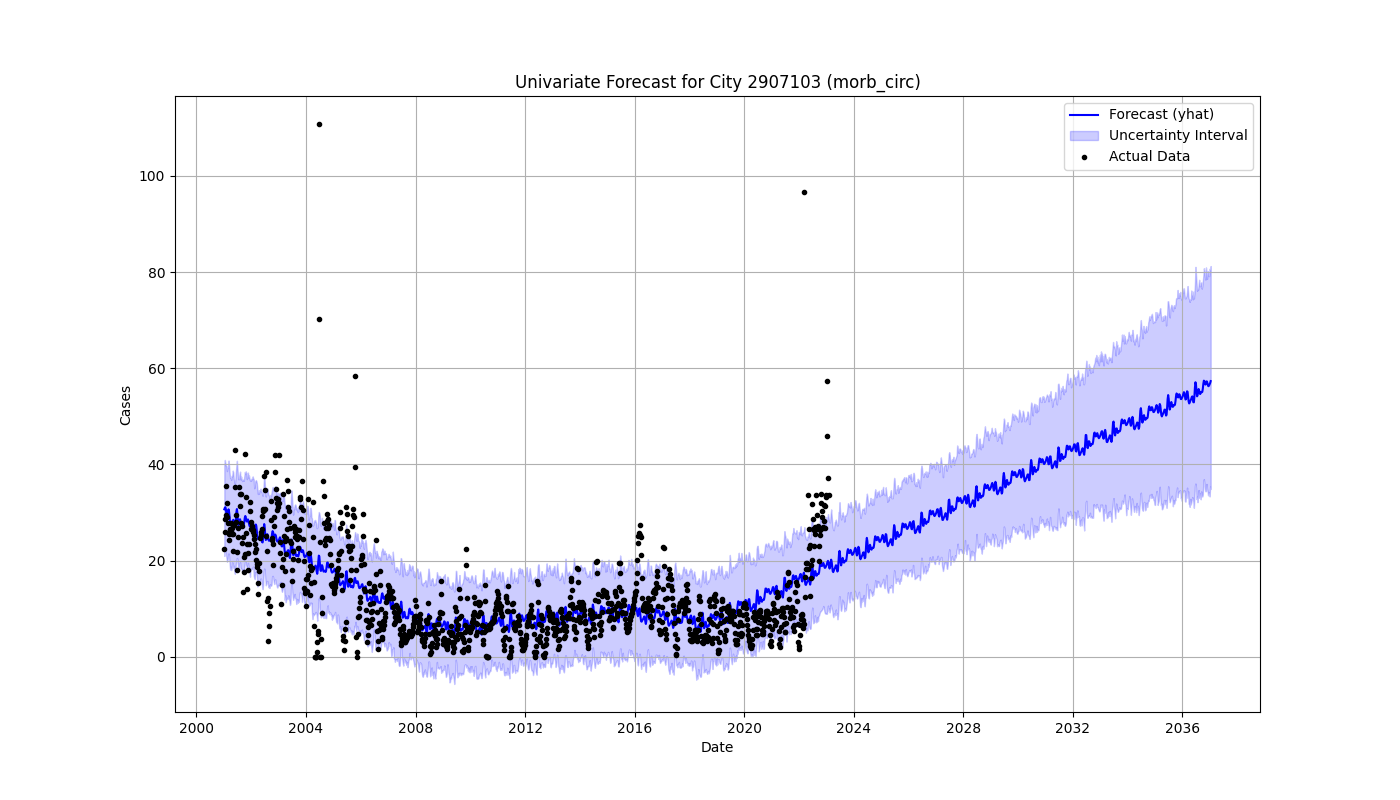 Univariate Forecast for City 2907103 (morb_circ)
Forecast (yhat)
Uncertainty Interval
Actual Data
100
80
60
40
20
0
Cases
2000 2004 2008 2012 2016 2020 2024 2028 2032 2036
Date